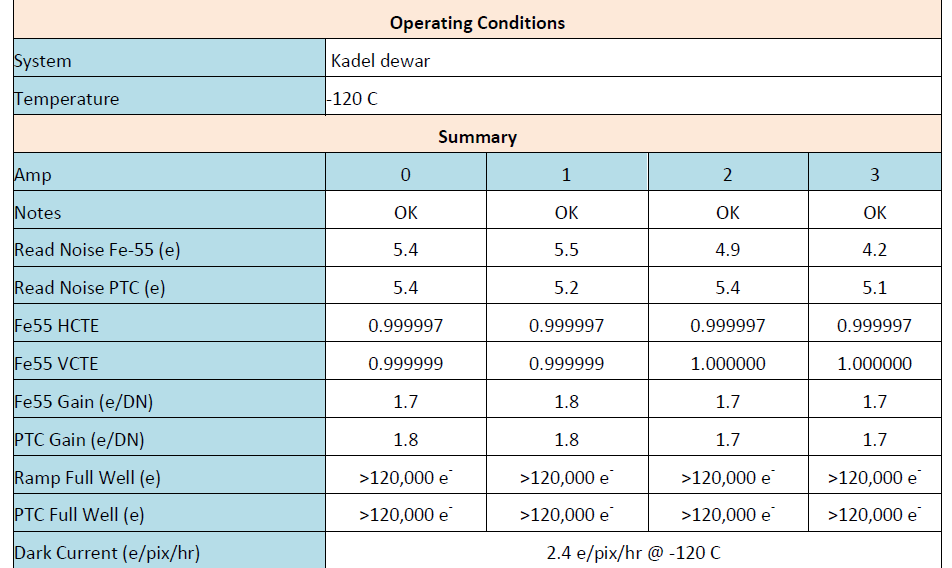 Operating Conditions
System Kadel dewar
Temperature -120 C
Summary
Amp 0 1 2 3
Notes OK OK OK OK
Read Noise Fe-55 (e) 5.4 5.5 4.9 4.2
Read Noise PTC (e) 5.4 5.2 5.4 5.1
Fe55 HCTE 0.999997 0.999997 0.999997 0.999997
Fe55 VCTE 0.999999 0.999999 1.000000 1.000000
Fe55 Gain (e/DN) 1.7 1.8 1.7 1.7
PTC Gain (e/DN) 1.8 1.8 1.7 1.7
Ramp Full Well (e) >120,000 e⁻ >120,000 e⁻ >120,000 e⁻ >120,000 e⁻
PTC Full Well (e) >120,000 e⁻ >120,000 e⁻ >120,000 e⁻ >120,000 e⁻
Dark Current (e/pix/hr) 2.4 e/pix/hr @ -120 C